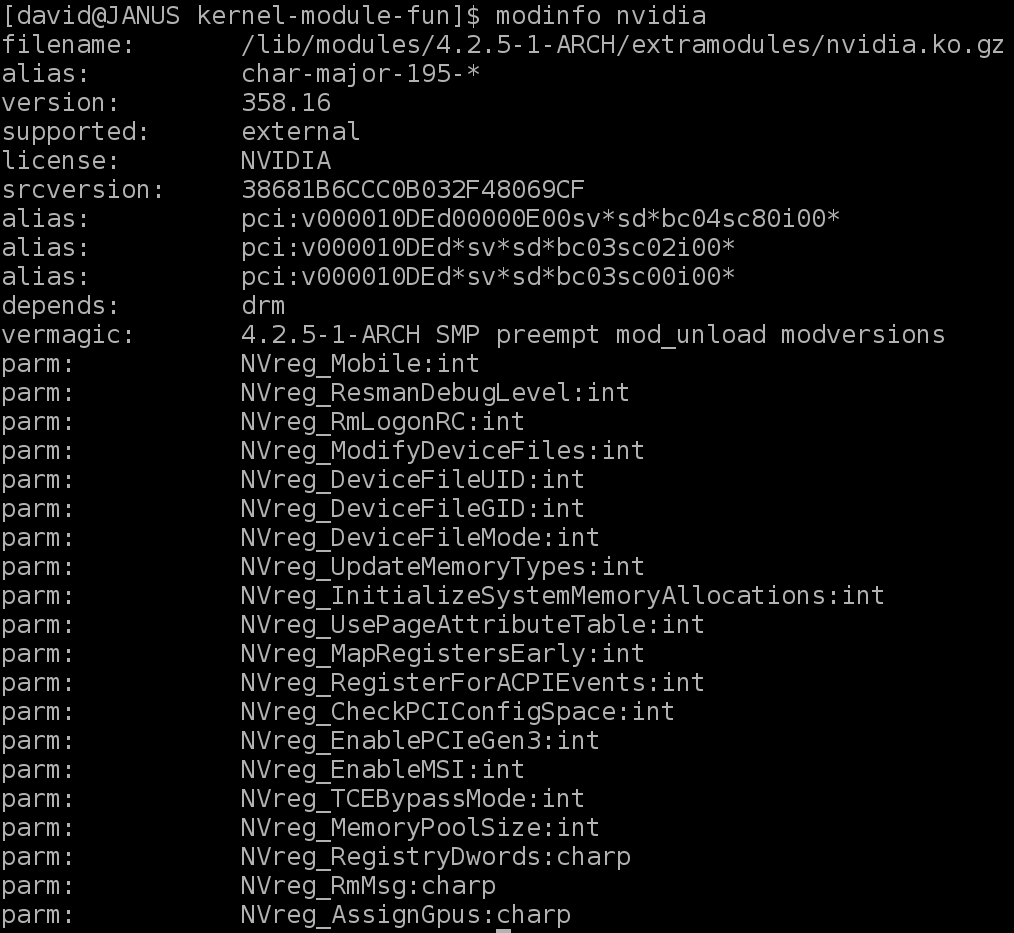 [david@JANUS kernel-module-fun]$ modinfo nvidia
filename:       /lib/modules/4.2.5-1-ARCH/extramodules/nvidia.ko.gz
alias:          char-major-195-*
version:        358.16
supported:      external
license:        NVIDIA
srcversion:     38681B6CCC0B032F48069CF
alias:          pci:v000010DEd00000E00sv*sd*bc04sc80i00*
alias:          pci:v000010DEd*sv*sd*bc03sc02i00*
alias:          pci:v000010DEd*sv*sd*bc03sc00i00*
depends:        drm
vermagic:       4.2.5-1-ARCH SMP preempt mod_unload modversions
parm:           NVreg_Mobile:int
parm:           NVreg_ResmanDebugLevel:int
parm:           NVreg_RmLogonRC:int
parm:           NVreg_ModifyDeviceFiles:int
parm:           NVreg_DeviceFileUID:int
parm:           NVreg_DeviceFileGID:int
parm:           NVreg_DeviceFileMode:int
parm:           NVreg_UpdateMemoryTypes:int
parm:           NVreg_InitializeSystemMemoryAllocations:int
parm:           NVreg_UsePageAttributeTable:int
parm:           NVreg_MapRegistersEarly:int
parm:           NVreg_RegisterForACPIEvents:int
parm:           NVreg_CheckPCIConfigSpace:int
parm:           NVreg_EnablePCIeGen3:int
parm:           NVreg_EnableMSI:int
parm:           NVreg_TCEBypassMode:int
parm:           NVreg_MemoryPoolSize:int
parm:           NVreg_RegistryDwords:charp
parm:           NVreg_RmMsg:charp
parm:           NVreg_AssignGpus:charp